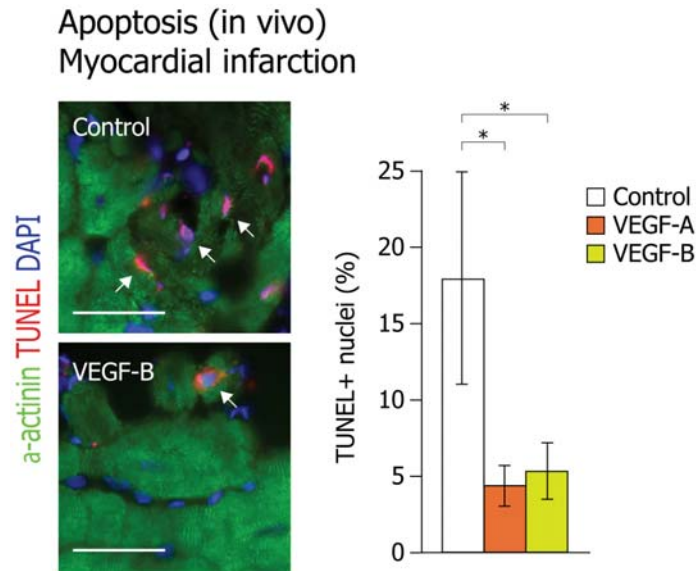 Apoptosis (in vivo)
Myocardial infarction
Control
VEGF-B
a-actinin TUNEL DAPI
*
*
TUNEL+ nuclei (%)
25
20
15
10
5
0
Control
VEGF-A
VEGF-B